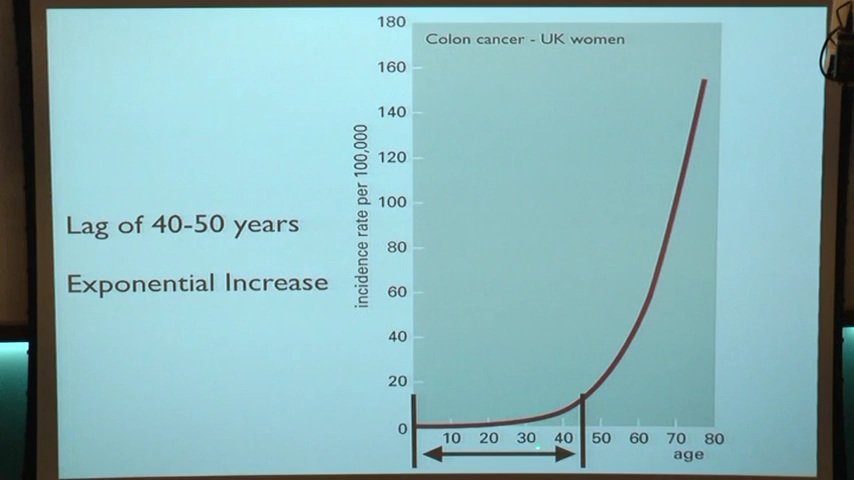 Colon cancer - UK women
180
160
140
120
100
80
60
40
20
0
incidence rate per 100,000
10 20 30 40 50 60 70 80
age
Lag of 40-50 years
Exponential Increase